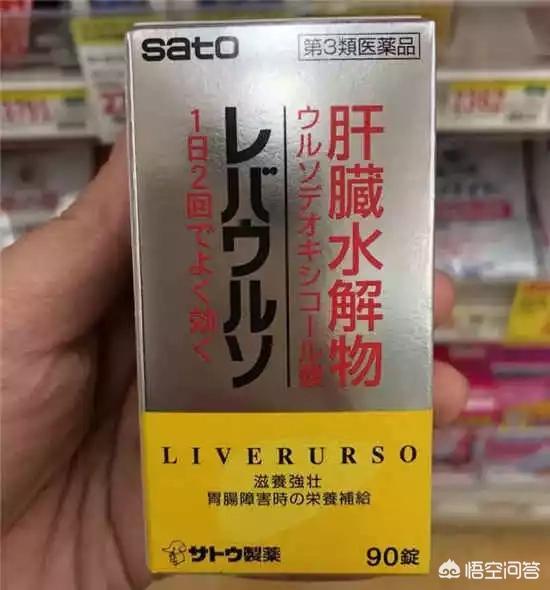 sato
第3類医薬品
肝臓水解物
ウルソデオキシコール酸
レバウルソ
1日2回でよく効く
LIVERURSO
滋養強壮
胃腸障害時の栄養補給
サトウ製薬
90錠
悟空问答